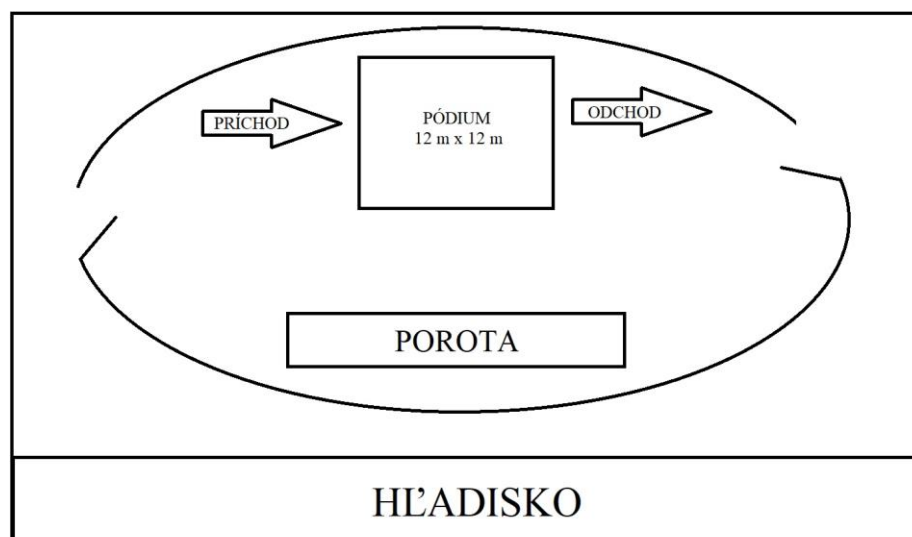 PRÍCHOD
PÓDIUM
12 m x 12 m
ODCHOD
POROTA
HĽADISKO